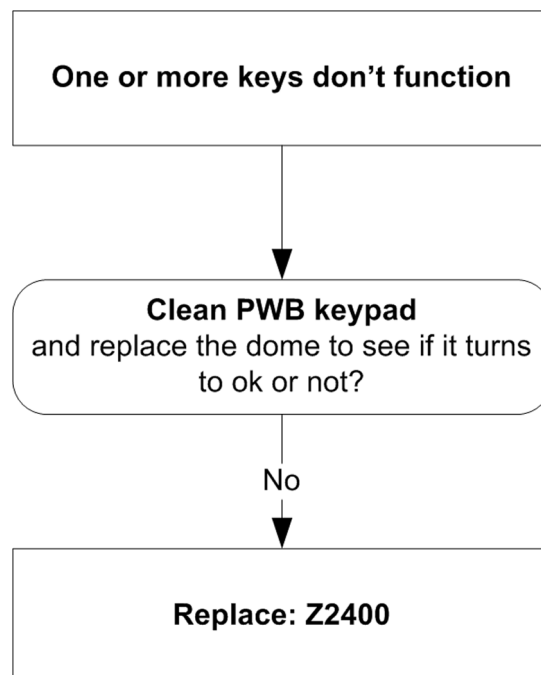 One or more keys don’t function
Clean PWB keypad
and replace the dome to see if it turns
to ok or not?
No
Replace: Z2400